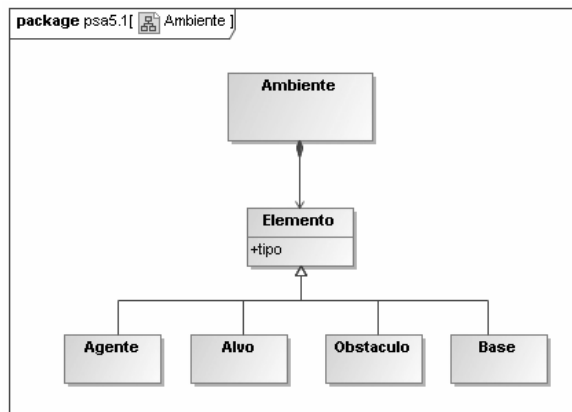 package psa5.1[ Ambiente ]
Ambiente
Elemento
+tipo
Agente Alvo Obstaculo Base